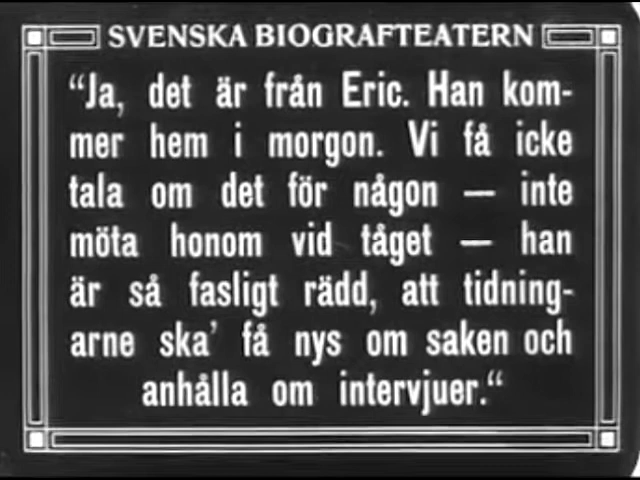 SVENSKA BIOGRAFTEATERN
“Ja, det är från Eric. Han kom-
mer hem i morgon. Vi få icke
tala om det för någon — inte
möta honom vid tåget — han
är så fasligt rädd, att tidning-
arne ska’ få nys om saken och
anhålla om intervjuer.“